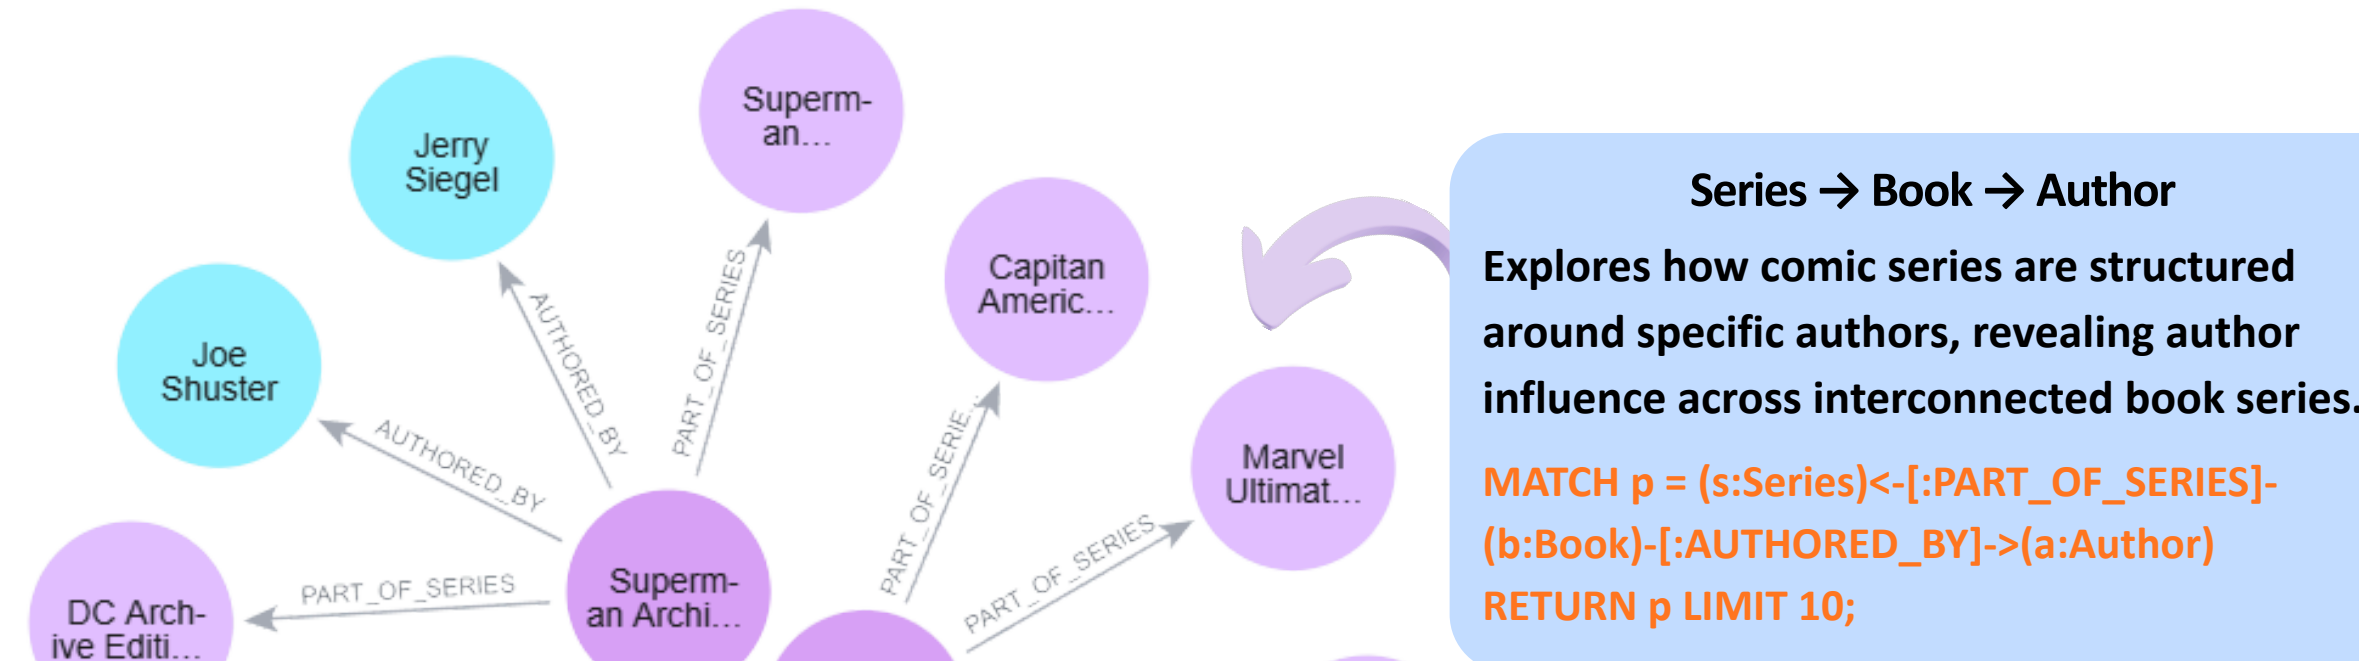 Superm-
an...
Jerry
Siegel
Capitan
Americ...
Joe
Shuster
Marvel
Ultimat...
Superm-
an Archi...
DC Arch-
ive Editi...
AUTHORED_BY
PART_OF_SERIES
AUTHORED_BY
PART_OF_SERIE...
PART_OF_SERIES
PART_OF_SERIES
Series → Book → Author
Explores how comic series are structured
around specific authors, revealing author
influence across interconnected book series.
MATCH p = (s:Series)<-[:PART_OF_SERIES]-
(b:Book)-[:AUTHORED_BY]->(a:Author)
RETURN p LIMIT 10;